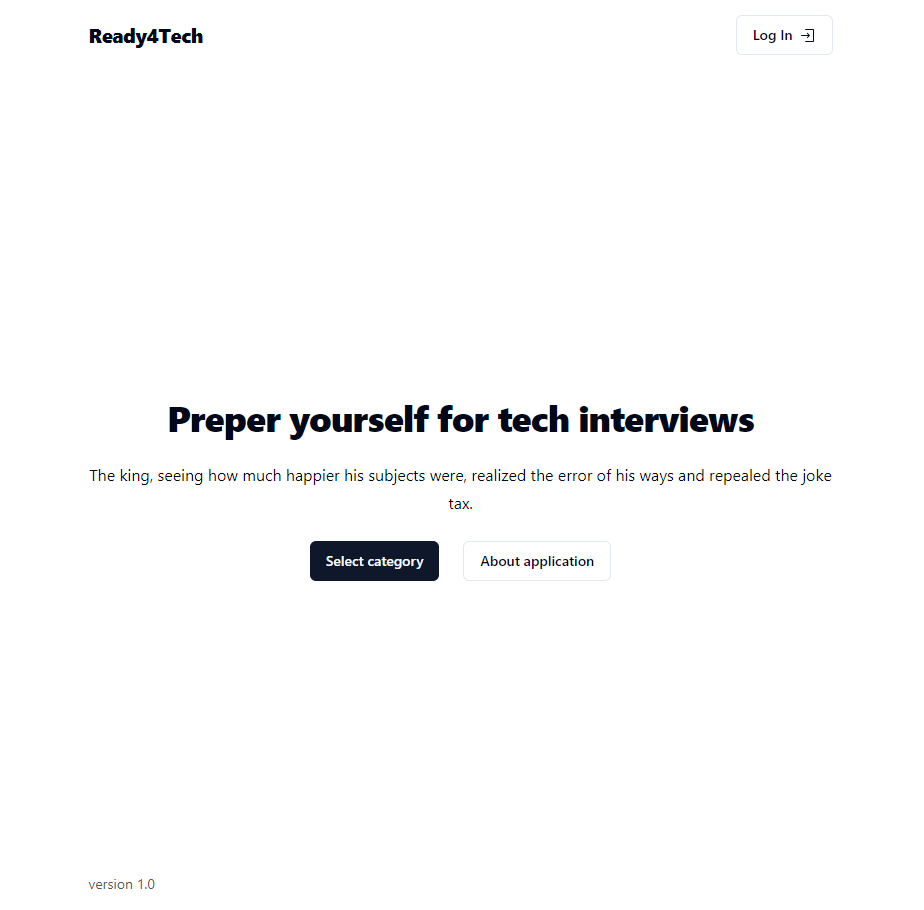 Ready4Tech
Log In
Preper yourself for tech interviews
The king, seeing how much happier his subjects were, realized the error of his ways and repealed the joke
tax.
Select category
About application
version 1.0